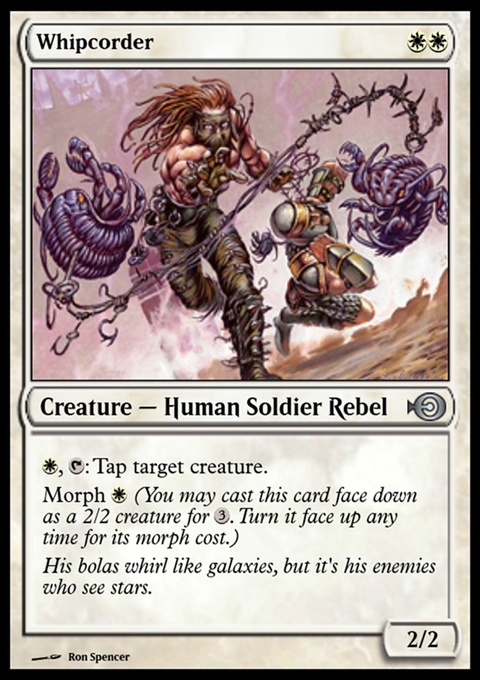 Whipcorder
Creature — Human Soldier Rebel
: Tap target creature.
Morph (You may cast this card face down
as a 2/2 creature for 3. Turn it face up any
time for its morph cost.)
His bolas whirl like galaxies, but it's his enemies
who see stars.
2/2
Ron Spencer